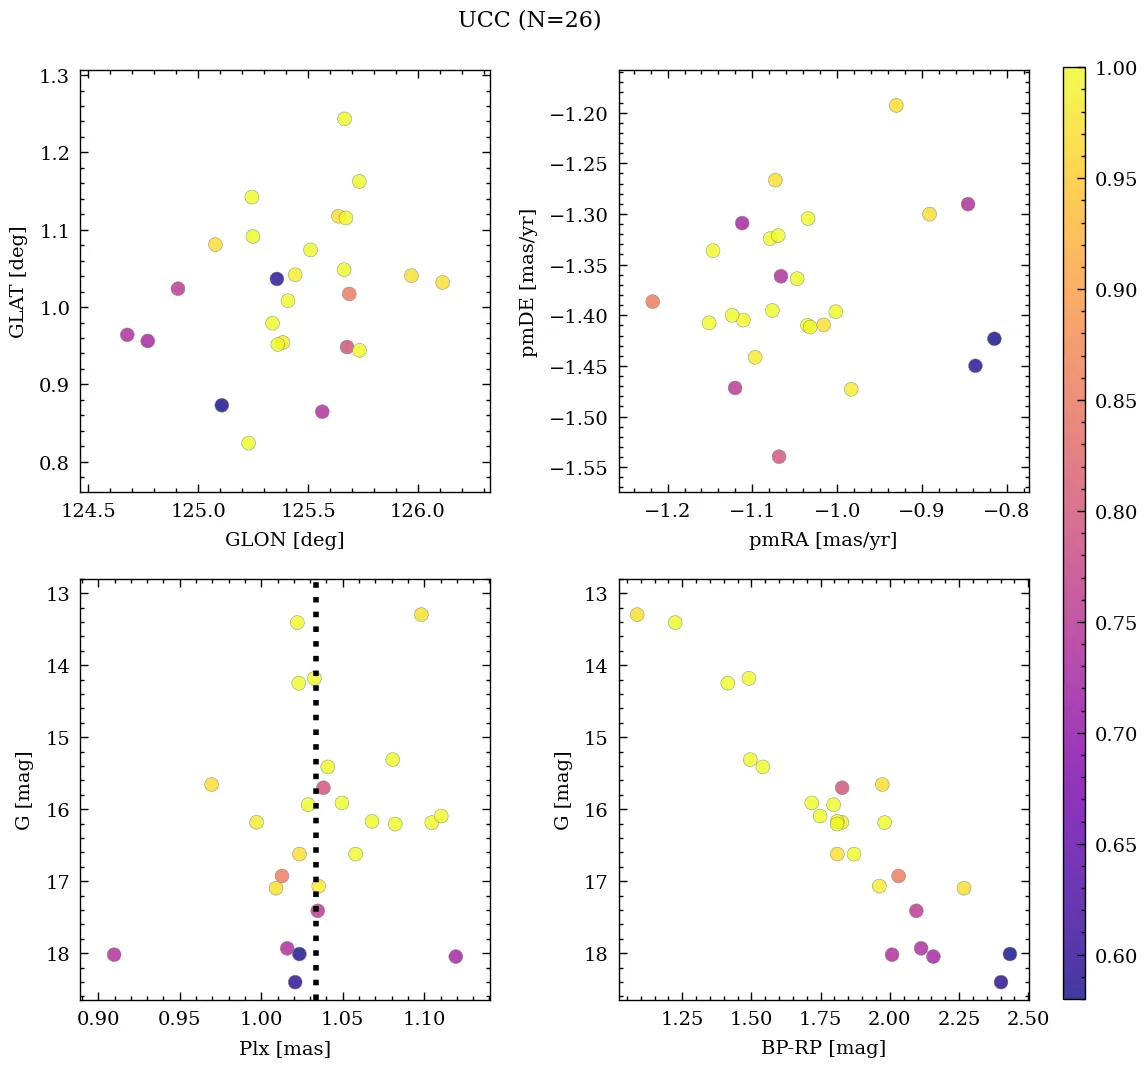 UCC (N=26)
1.3
1.2
1.1
1.0
0.9
0.8
GLAT [deg]
124.5 125.0 125.5 126.0
GLON [deg]
−1.20
−1.25
−1.30
−1.35
−1.40
−1.45
−1.50
−1.55
pmDE [mas/yr]
−1.2 −1.1 −1.0 −0.9 −0.8
pmRA [mas/yr]
13
14
15
16
17
18
G [mag]
0.90 0.95 1.00 1.05 1.10
Plx [mas]
13
14
15
16
17
18
G [mag]
1.25 1.50 1.75 2.00 2.25 2.50
BP-RP [mag]
1.00
0.95
0.90
0.85
0.80
0.75
0.70
0.65
0.60